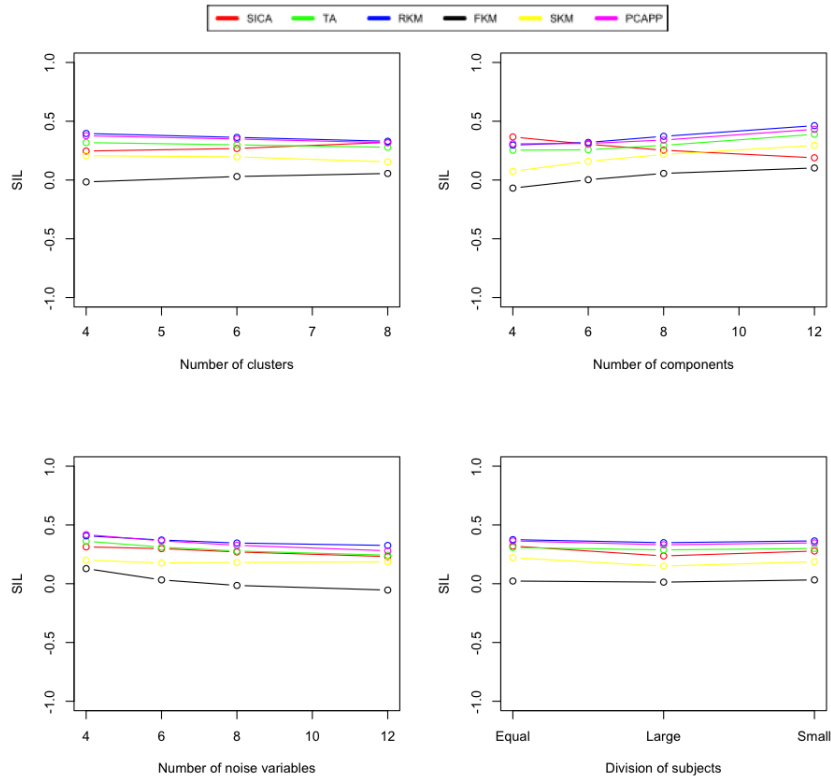 SICA TA RKM FKM SKM PCAPP
1.0 0.5 0.0 -0.5 -1.0
SIL
4 5 6 7 8
Number of clusters
1.0 0.5 0.0 -0.5 -1.0
SIL
4 6 8 10 12
Number of components
1.0 0.5 0.0 -0.5 -1.0
SIL
4 6 8 10 12
Number of noise variables
1.0 0.5 0.0 -0.5 -1.0
SIL
Equal Large Small
Division of subjects